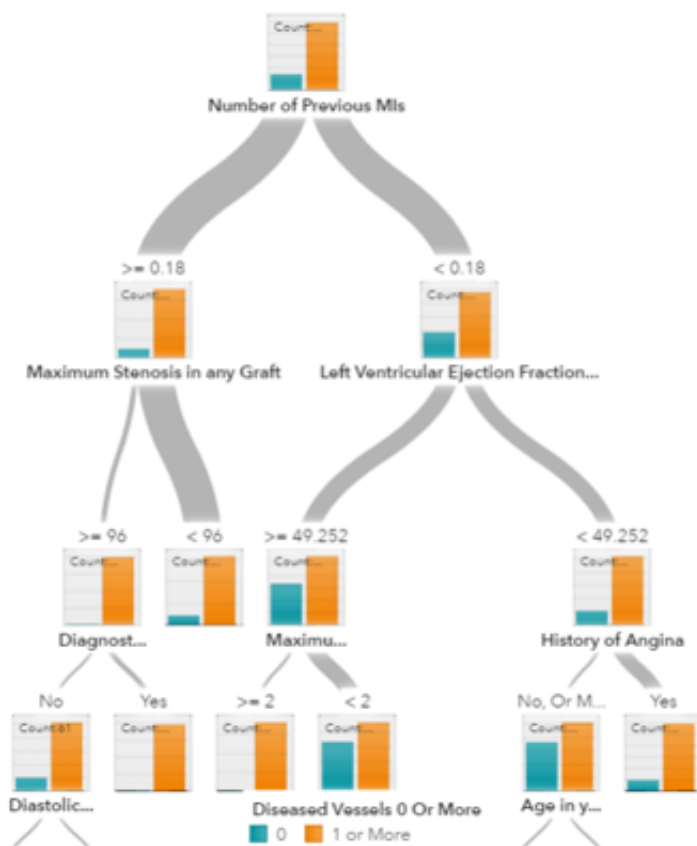 Count:...
Number of Previous MIs
>= 0.18
< 0.18
Count:...
Count:...
Maximum Stenosis in any Graft
Left Ventricular Ejection Fraction...
>= 96
< 96
>= 49.252
< 49.252
Count:...
Count:...
Count:...
Count:...
Diagnost...
Maximu...
History of Angina
No
Yes
>= 2
< 2
No, Or M...
Yes
Count:...
Count:...
Count:...
Count:...
Count:...
Diastolic...
Age in y...
Diseased Vessels 0 Or More
0
1 or More